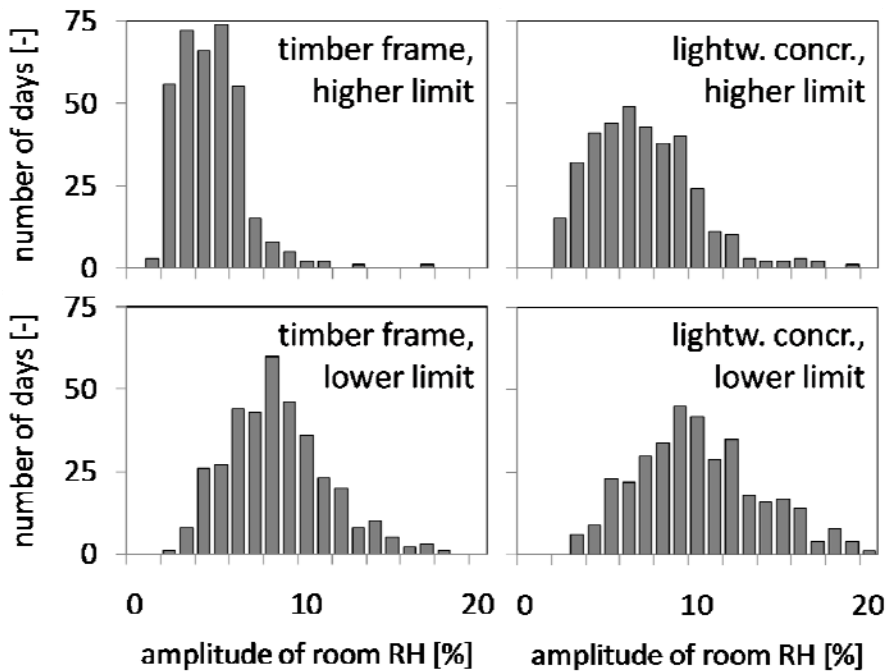 number of days [-]
75
50
25
0
timber frame,
higher limit
lightw. concr.,
higher limit
number of days [-]
75
50
25
0
timber frame,
lower limit
lightw. concr.,
lower limit
0 10 20
0 10 20
amplitude of room RH [%]
amplitude of room RH [%]